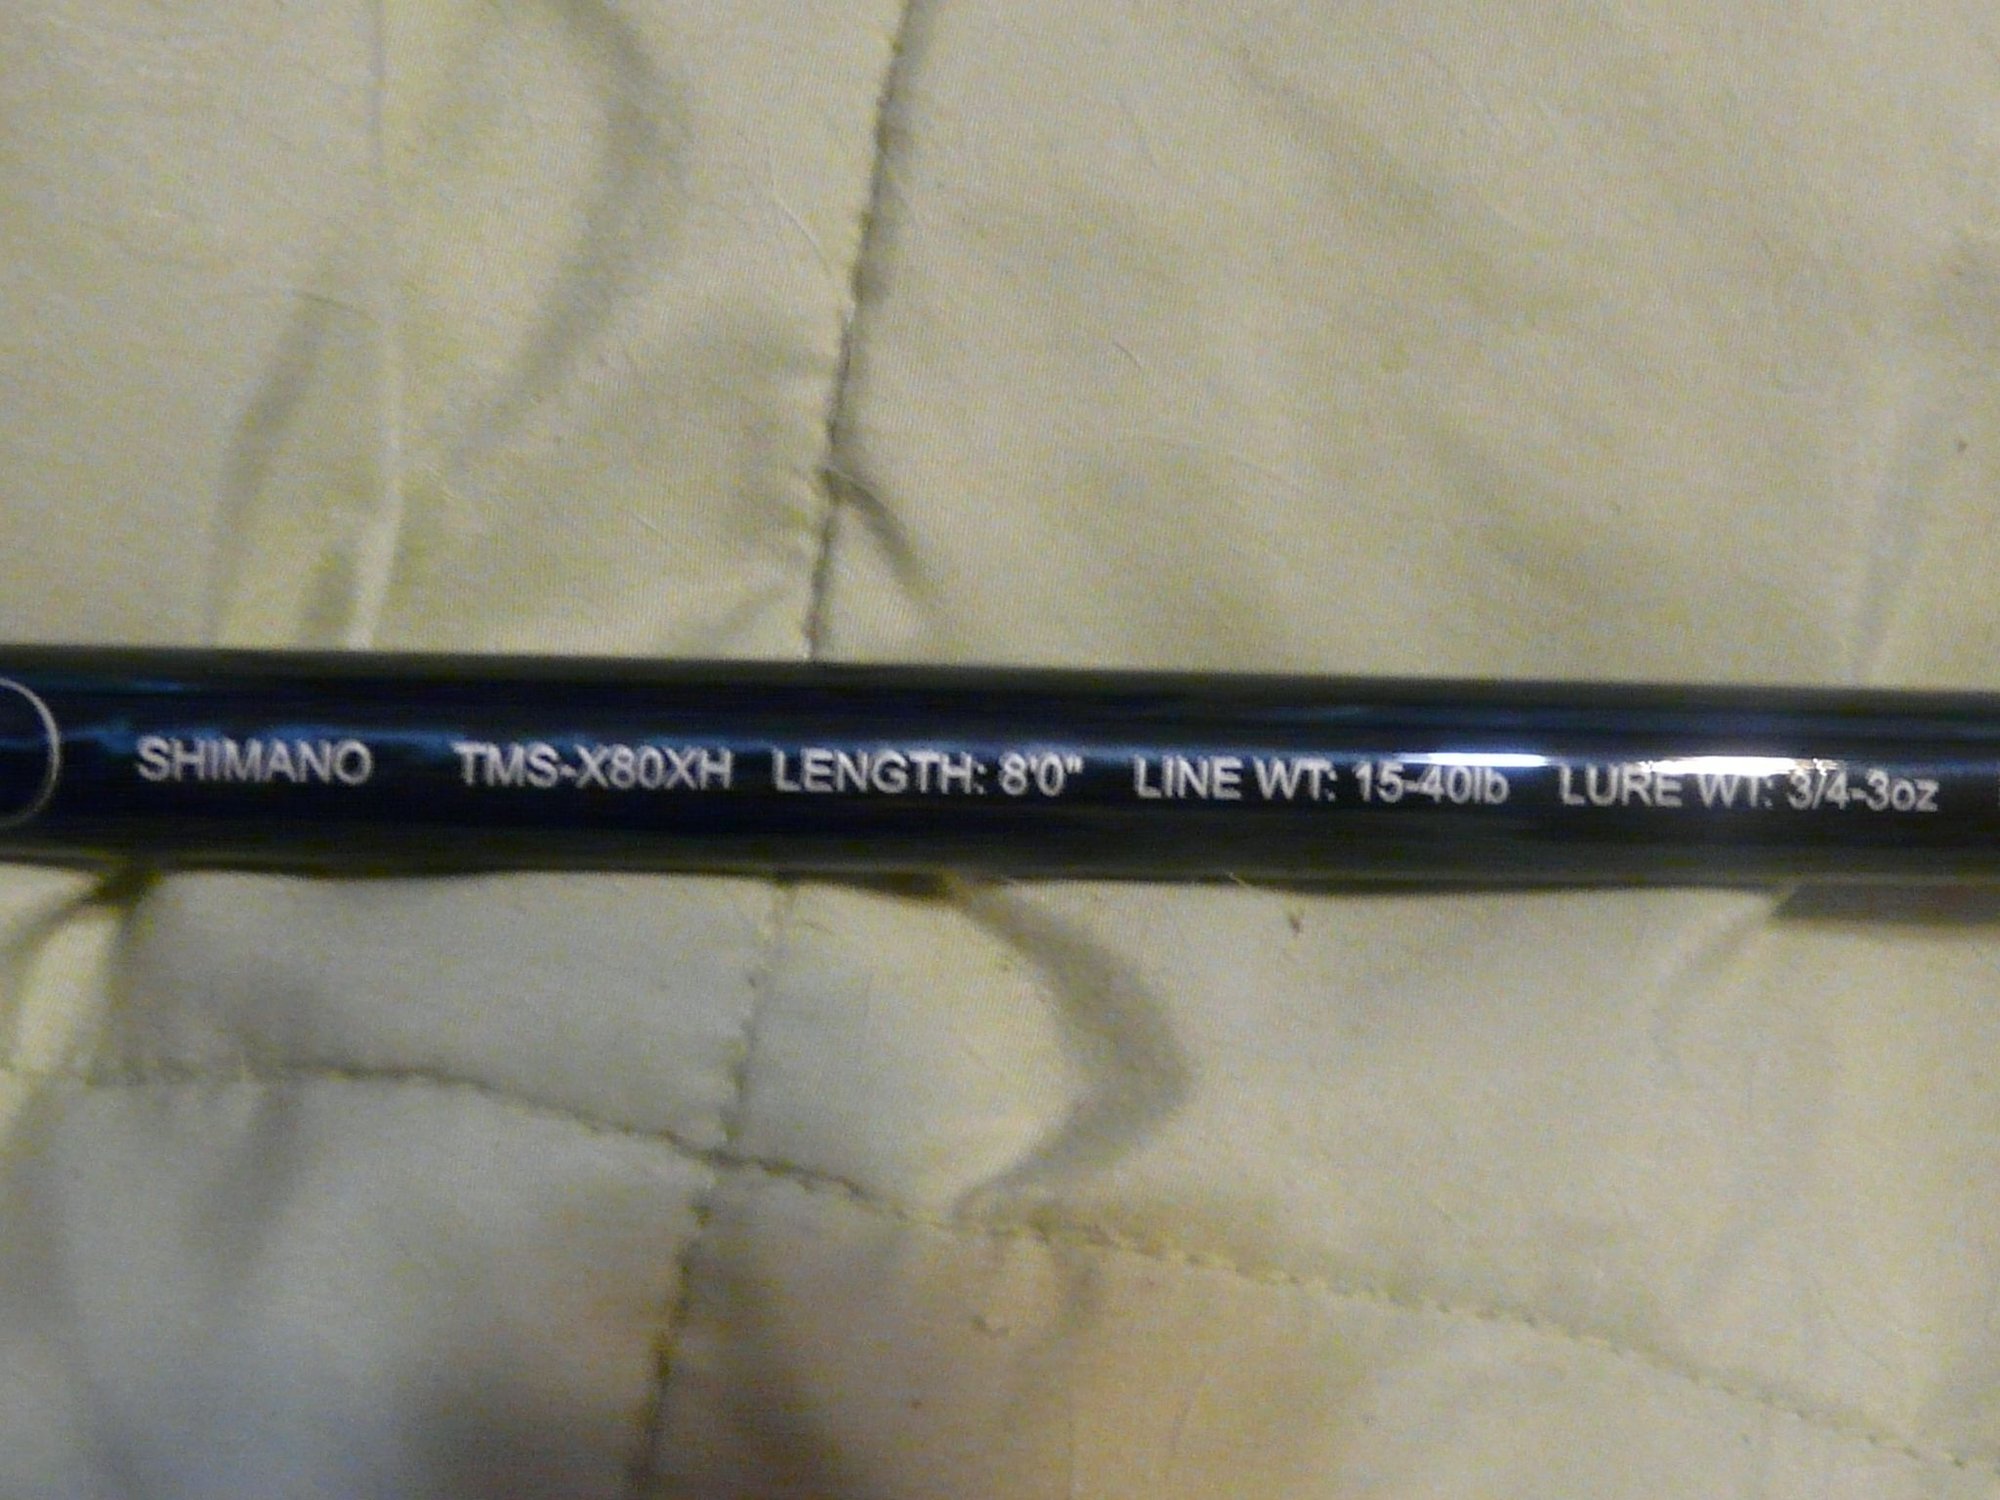 SHIMANO TMS-X80XH LENGTH: 8'0" LINE WT: 15-40lb LURE WT: 3/4-3oz